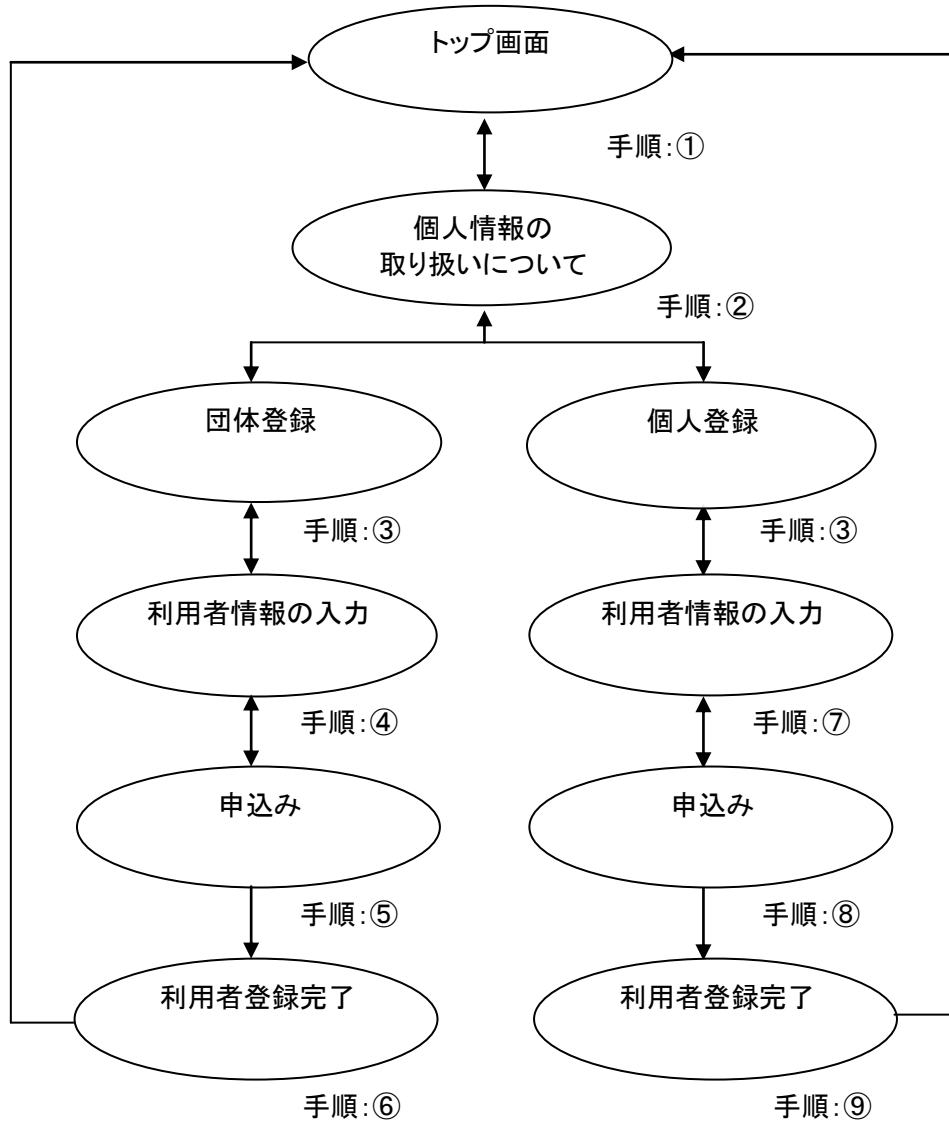 トップ画面
手順:①
個人情報の
取り扱いについて
手順:②
団体登録
個人登録
手順:③
手順:③
利用者情報の入力
利用者情報の入力
手順:④
手順:⑦
申込み
申込み
手順:⑤
手順:⑧
利用者登録完了
利用者登録完了
手順:⑥
手順:⑨